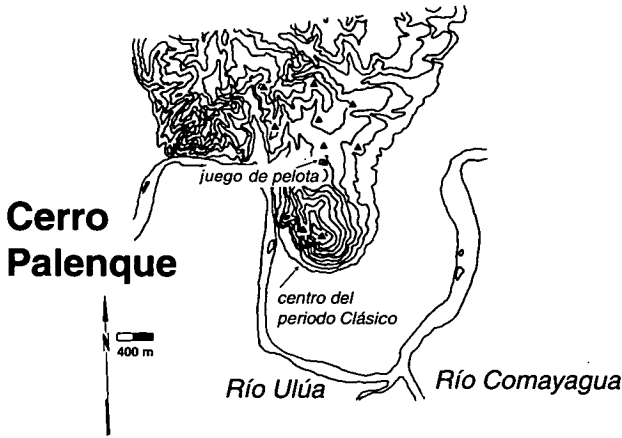 juego de pelota
Cerro
Palenque
centro del
periodo Clásico
N
400 m
Río Ulúa
Río Comayagua